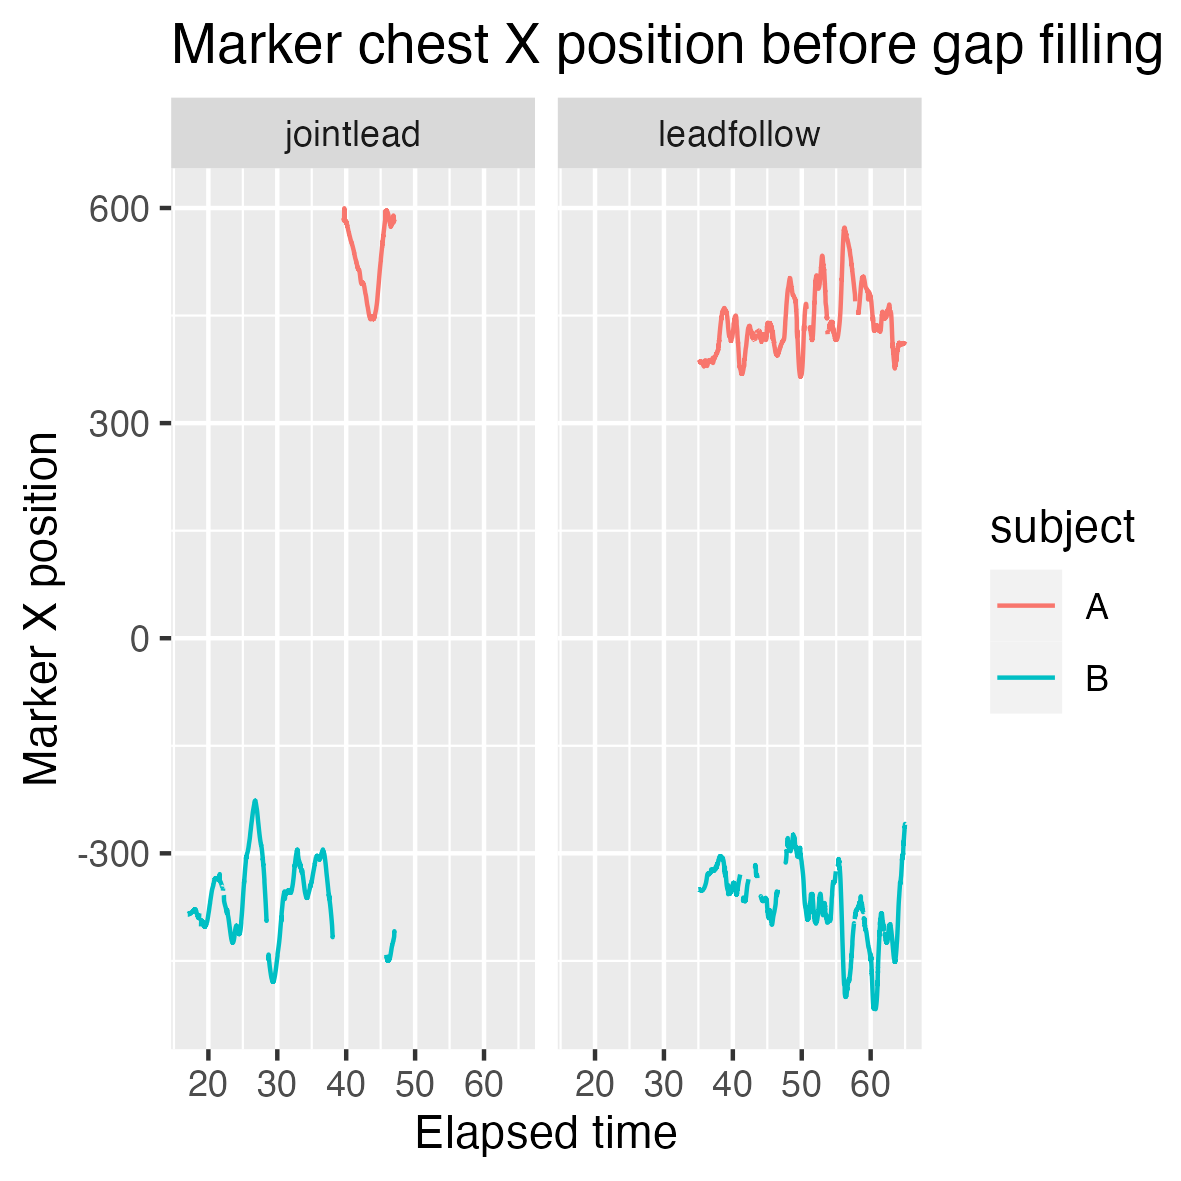 Marker chest X position before gap filling
jointlead
leadfollow
600
300
0
-300
Marker X position
20 30 40 50 60
20 30 40 50 60
Elapsed time
subject
A
B